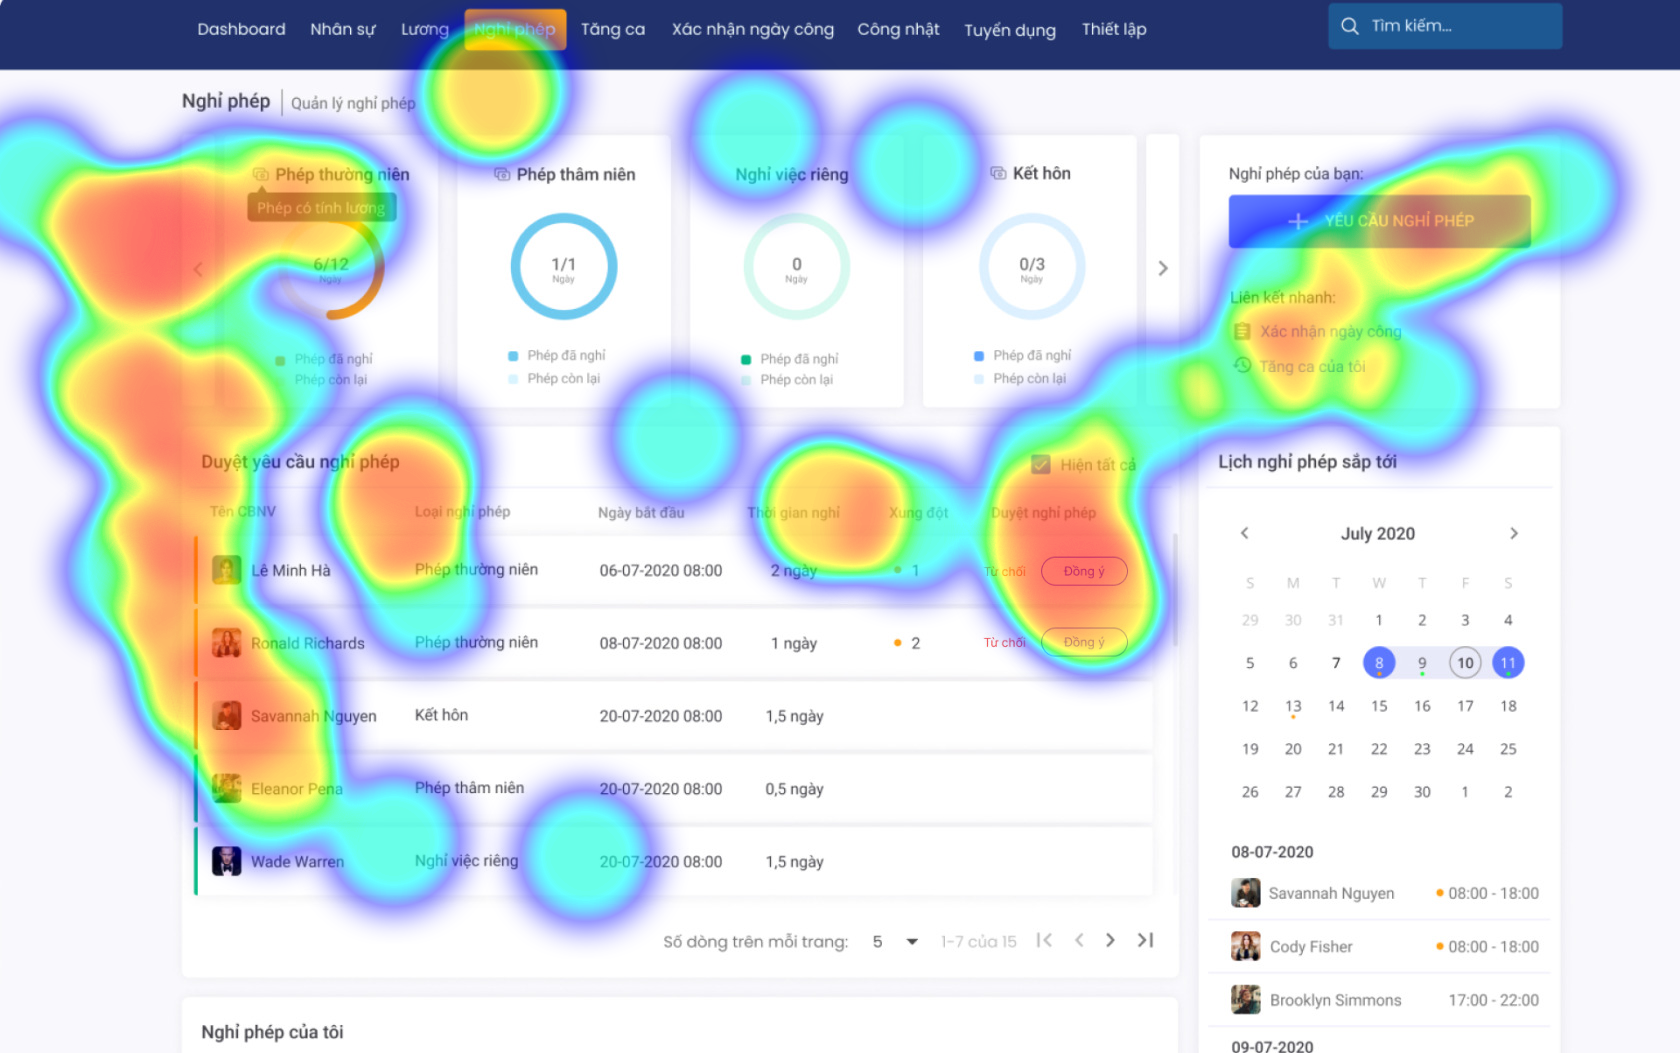 Dashboard Nhân sự Lương Nghỉ phép Tăng ca Xác nhận ngày công Công nhật Tuyển dụng Thiết lập Tìm kiếm...
Nghỉ phép Quản lý nghỉ phép
Phép thường niên
Phép có tính lương
6/12
Ngày
Phép đã nghỉ
Phép còn lại
Phép thâm niên
1/1
Ngày
Phép đã nghỉ
Phép còn lại
Nghỉ việc riêng
0
Ngày
Phép đã nghỉ
Phép còn lại
Kết hôn
0/3
Ngày
Phép đã nghỉ
Phép còn lại
Nghỉ phép của bạn:
YÊU CẦU NGHỈ PHÉP
Liên kết nhanh:
Xác nhận ngày công
Tăng ca của tôi
Duyệt yêu cầu nghỉ phép Hiện tất cả
Tên CBNV Loại nghỉ phép Ngày bắt đầu Thời gian nghỉ Xung đột Duyệt nghỉ phép
Lê Minh Hà Phép thường niên 06-07-2020 08:00 2 ngày 1 Từ chối Đồng ý
Ronald Richards Phép thường niên 08-07-2020 08:00 1 ngày 2 Từ chối Đồng ý
Savannah Nguyen Kết hôn 20-07-2020 08:00 1,5 ngày
Eleanor Pena Phép thâm niên 20-07-2020 08:00 0,5 ngày
Wade Warren Nghỉ việc riêng 20-07-2020 08:00 1,5 ngày
Số dòng trên mỗi trang: 5 1-7 của 15
Nghỉ phép của tôi
Lịch nghỉ phép sắp tới
July 2020
S M T W T F S
29 30 31 1 2 3 4
5 6 7 8 9 10 11
12 13 14 15 16 17 18
19 20 21 22 23 24 25
26 27 28 29 30 1 2
08-07-2020
Savannah Nguyen 08:00 - 18:00
Cody Fisher 08:00 - 18:00
Brooklyn Simmons 17:00 - 22:00
09-07-2020